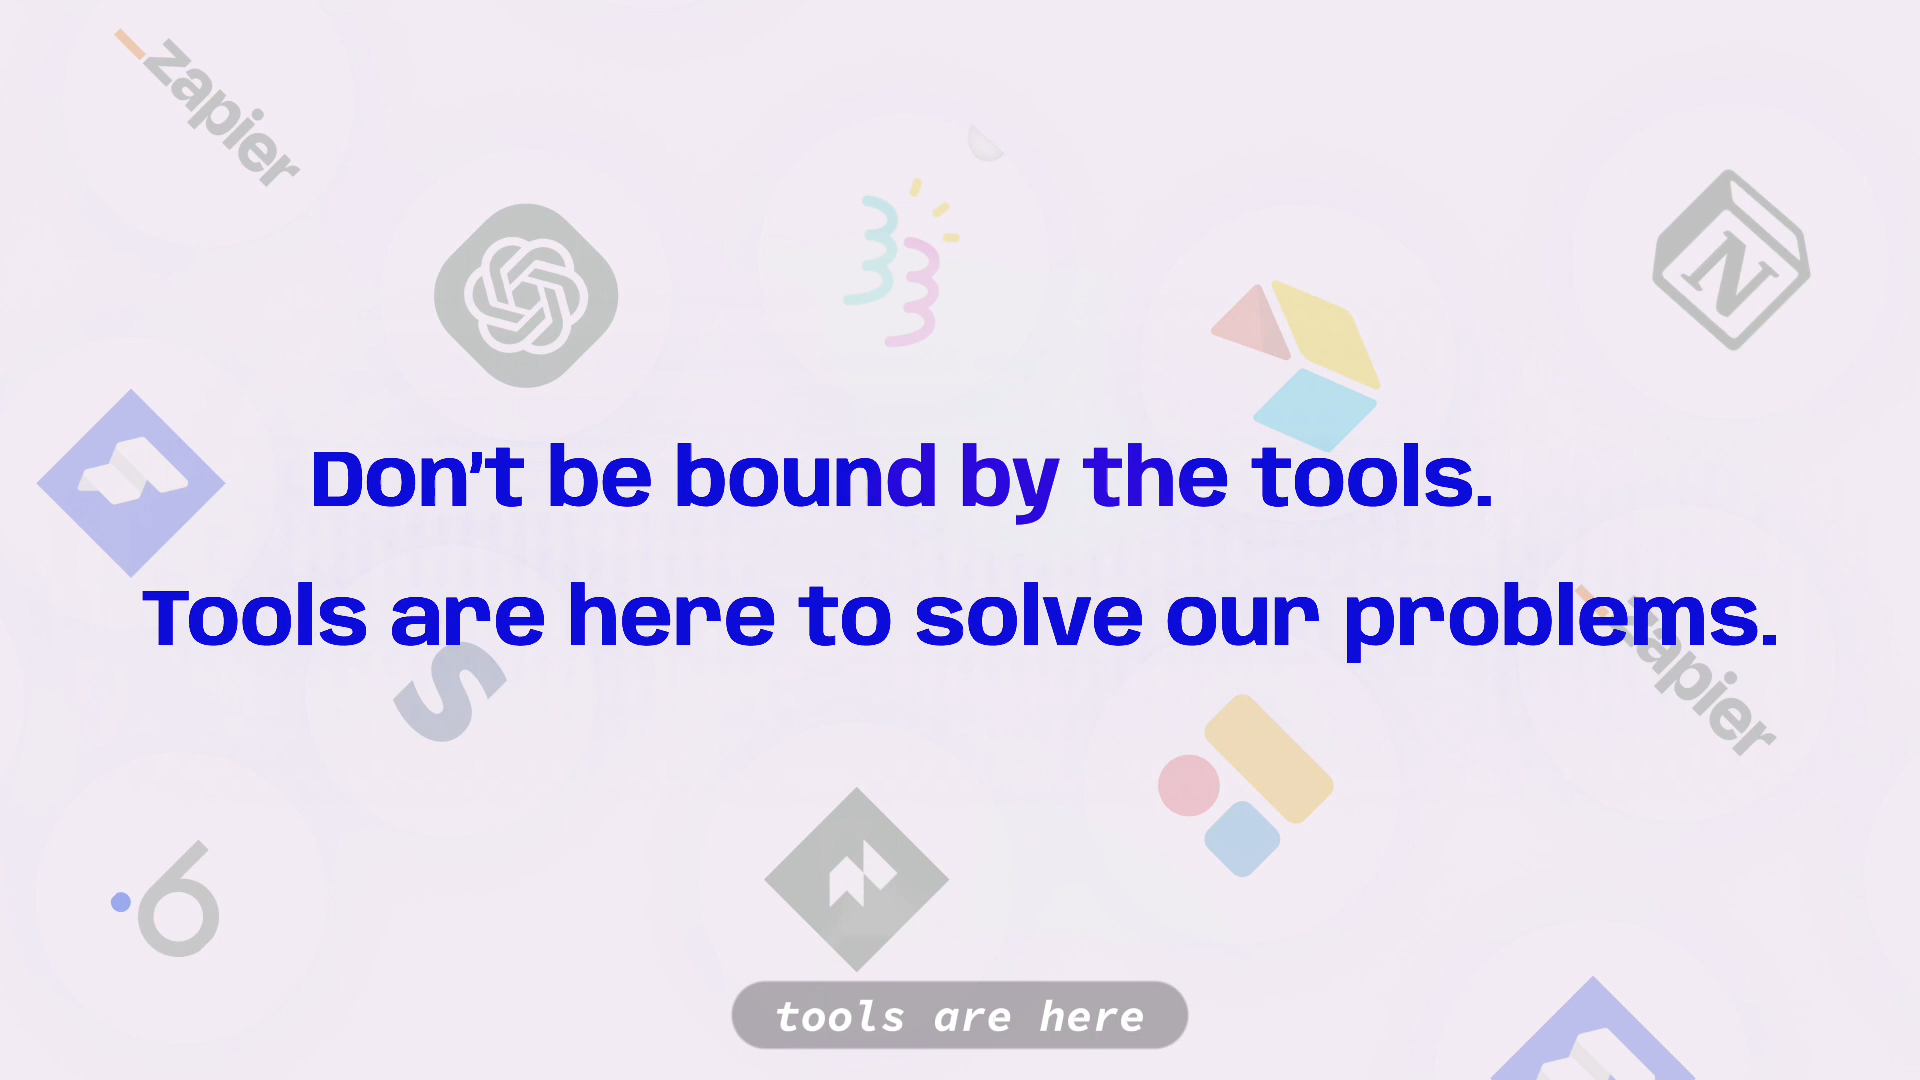 zapier
N
Don't be bound by the tools.
Tools are here to solve our problems.
S
zapier
tools are here